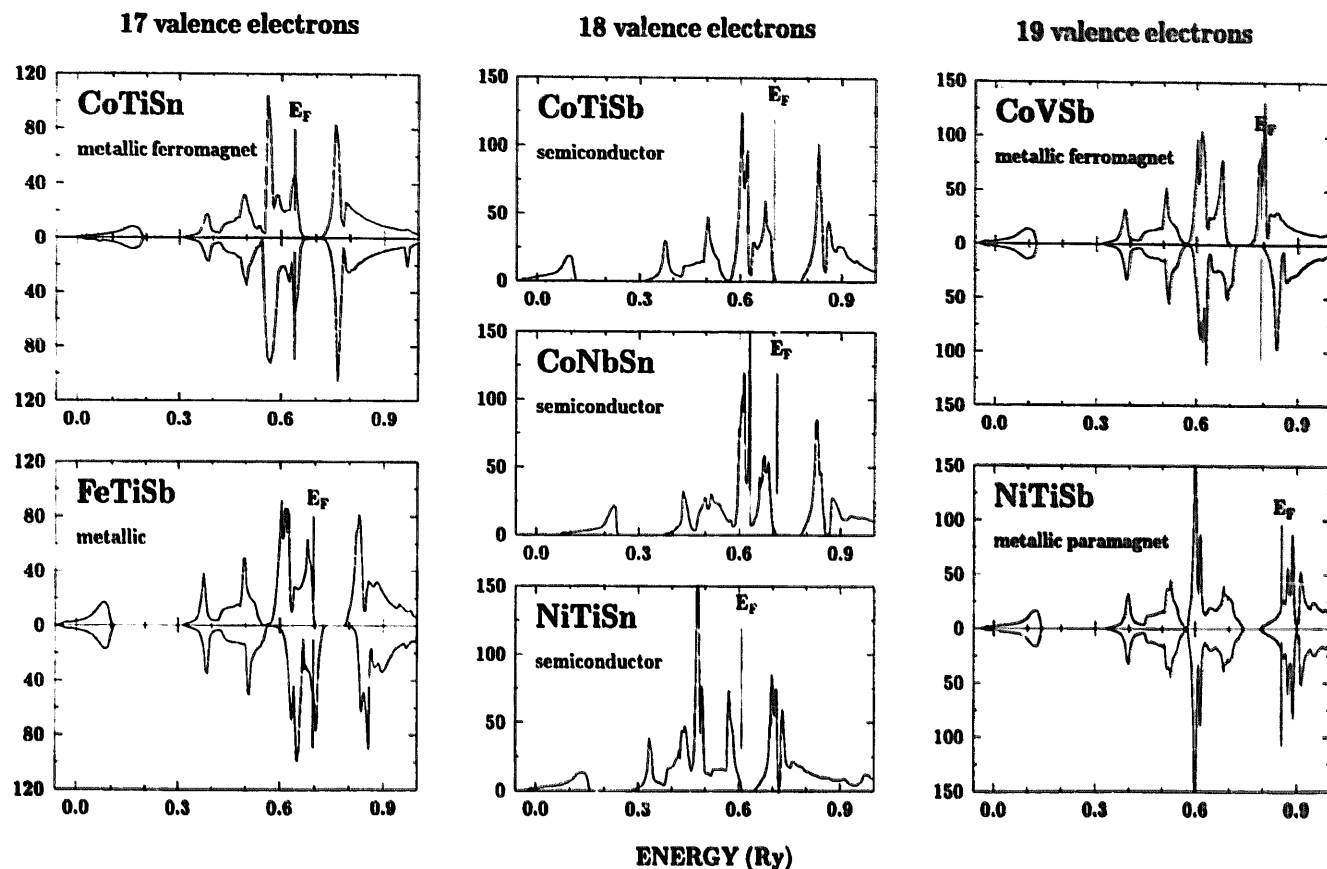 17 valence electrons
18 valence electrons
19 valence electrons
120
80
40
0
40
80
120
CoTiSn
metallic ferromagnet
E_F
0.0 0.3 0.6 0.9
120
80
40
0
40
80
120
FeTiSb
metallic
E_F
0.0 0.3 0.6 0.9
150
100
50
0
CoTiSb
semiconductor
E_F
0.0 0.3 0.6 0.9
150
100
50
0
CoNbSn
semiconductor
E_F
0.0 0.3 0.6 0.9
150
100
50
0
NiTiSn
semiconductor
E_F
0.0 0.3 0.6 0.9
ENERGY (Ry)
150
100
50
0
50
100
150
CoVSb
metallic ferromagnet
E_F
0.0 0.3 0.6 0.9
150
100
50
0
50
100
150
NiTiSb
metallic paramagnet
E_F
0.0 0.3 0.6 0.9